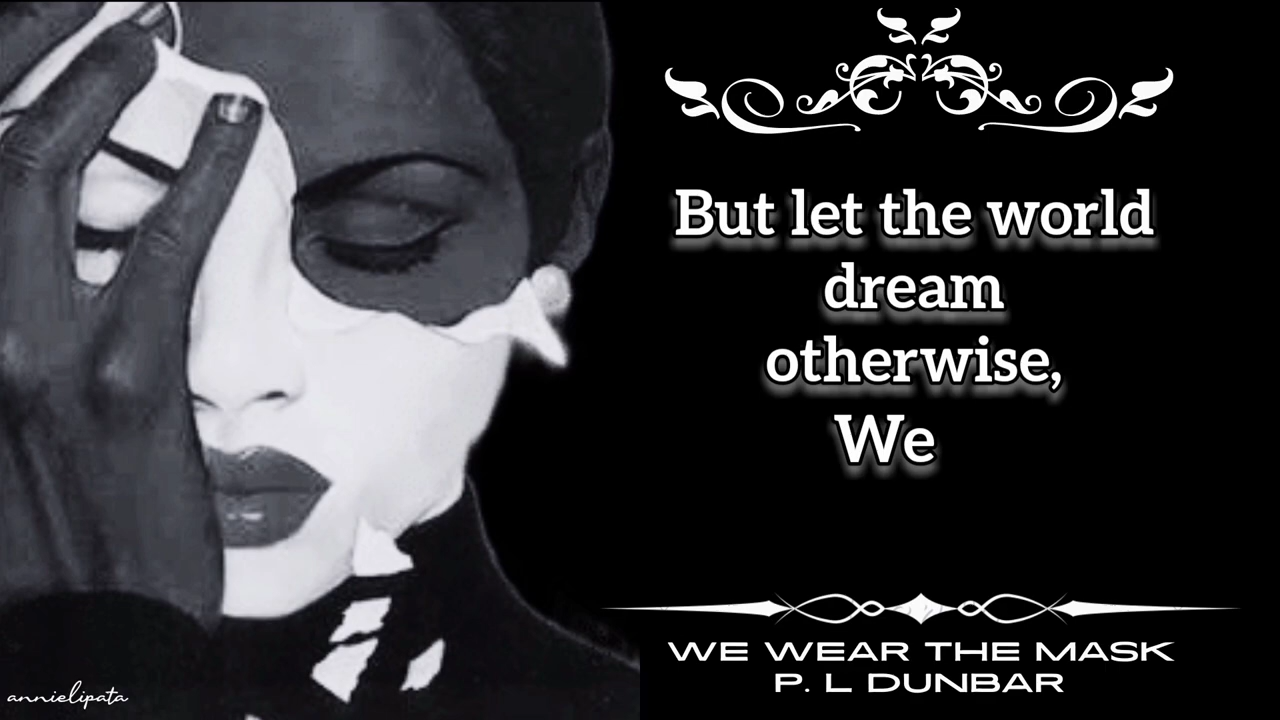 But let the world
dream
otherwise,
We
WE WEAR THE MASK
P. L DUNBAR
annielipata